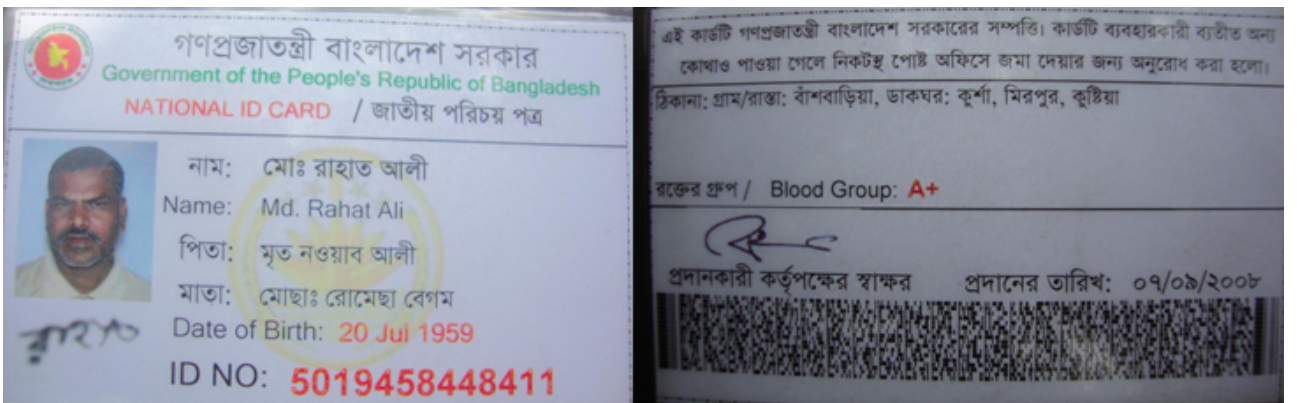 গণপ্রজাতন্ত্রী বাংলাদেশ সরকার
Government of the People's Republic of Bangladesh
NATIONAL ID CARD / জাতীয় পরিচয় পত্র
নাম: মোঃ রাহাত আলী
Name: Md. Rahat Ali
পিতা: মৃত নওয়াব আলী
মাতা: মোছাঃ রোমেছা বেগম
রাহাত
Date of Birth: 20 Jul 1959
ID NO: 5019458448411
এই কার্ডটি গণপ্রজাতন্ত্রী বাংলাদেশ সরকারের সম্পত্তি। কার্ডটি ব্যবহারকারী ব্যতীত অন্য
কোথাও পাওয়া গেলে নিকটস্থ পোষ্ট অফিসে জমা দেয়ার জন্য অনুরোধ করা হলো।
ঠিকানা: গ্রাম/রাস্তা: বাঁশবাড়িয়া, ডাকঘর: কুর্শা, মিরপুর, কুষ্টিয়া
রক্তের গ্রুপ / Blood Group: A+
প্রদানকারী কর্তৃপক্ষের স্বাক্ষর প্রদানের তারিখ: ০৭/০৯/২০০৮